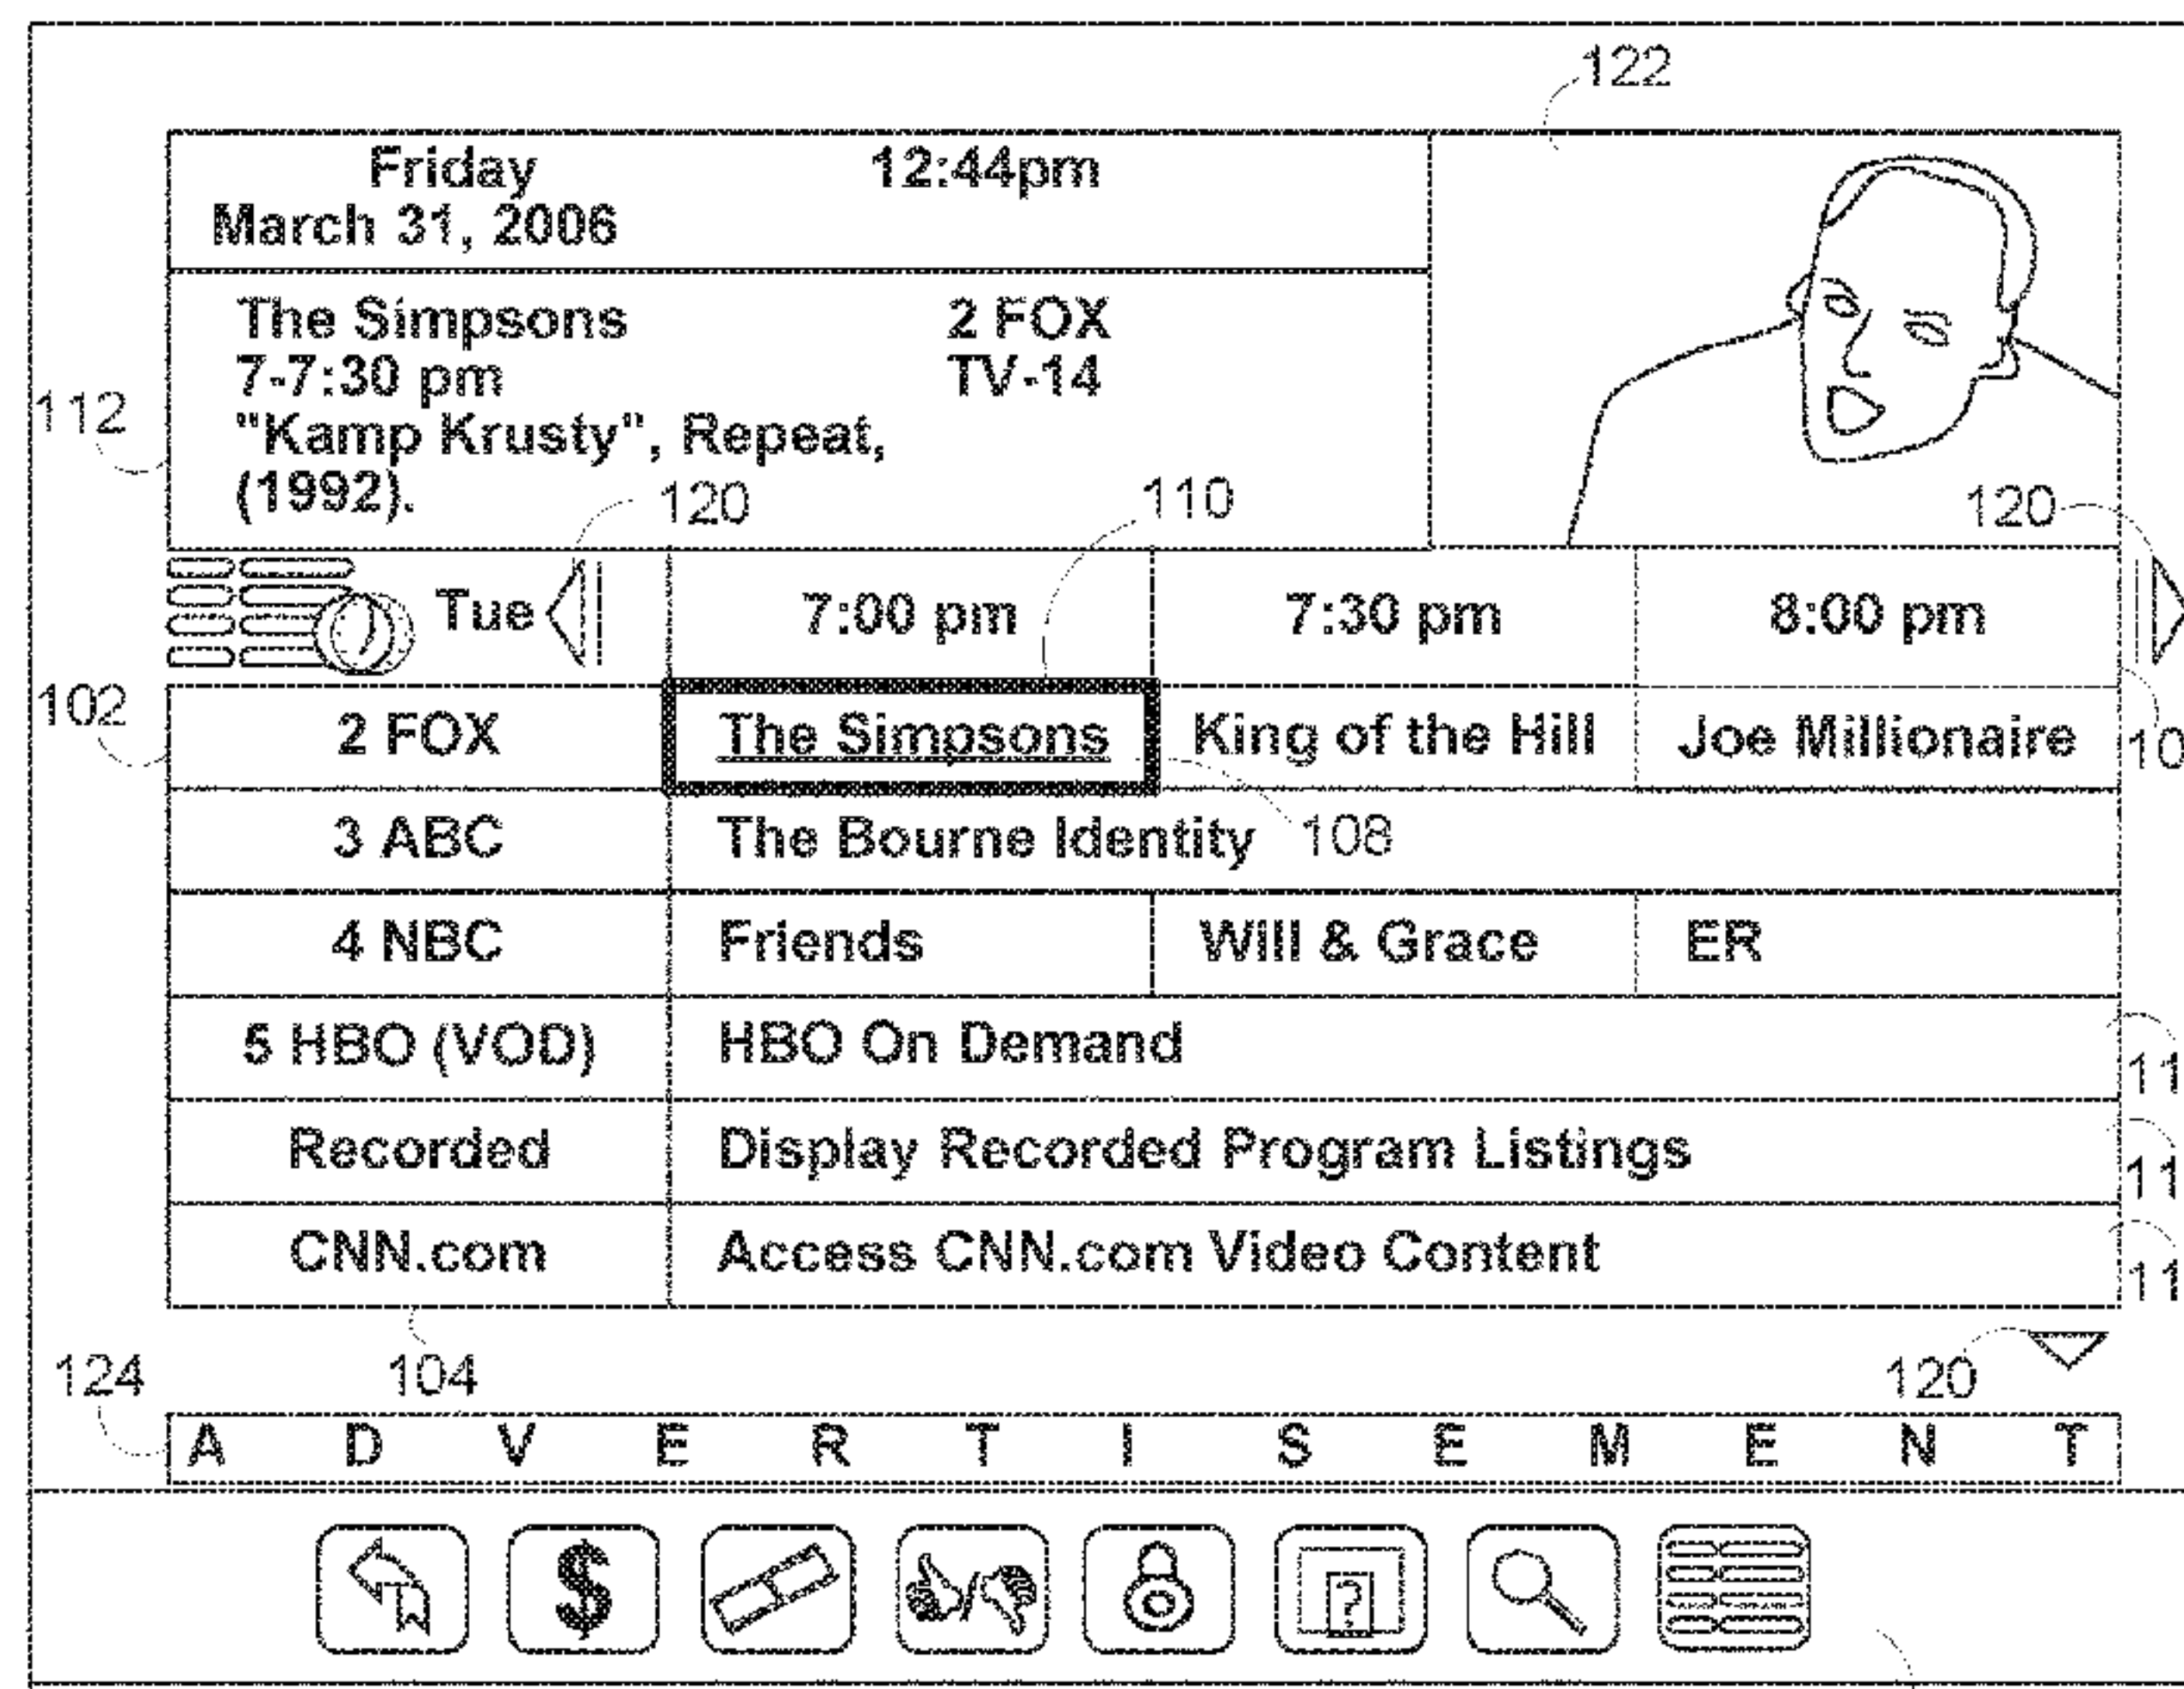 122
Friday 12:44pm
March 31, 2006
The Simpsons 2 FOX
7-7:30 pm TV-14
112
"Kamp Krusty", Repeat,
(1992).
120 110 120
Tue 7:00 pm 7:30 pm 8:00 pm
102
2 FOX The Simpsons King of the Hill Joe Millionaire 10
3 ABC The Bourne Identity 108
4 NBC Friends Will & Grace ER
5 HBO (VOD) HBO On Demand
11
Recorded Display Recorded Program Listings
11
CNN.com Access CNN.com Video Content
11
124 104 120
A D V E R T I S E M E N T
$
?